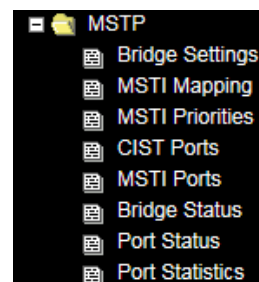 MSTP
Bridge Settings
MSTI Mapping
MSTI Priorities
CIST Ports
MSTI Ports
Bridge Status
Port Status
Port Statistics